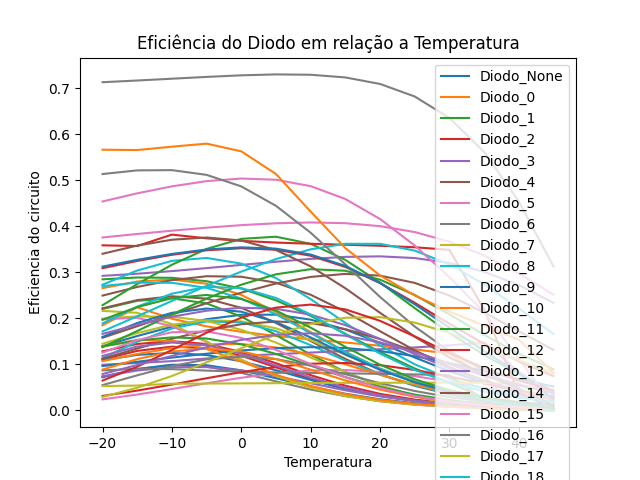 Eficiência do Diodo em relação a Temperatura
Eficiencia do circuito
0.7
0.6
0.5
0.4
0.3
0.2
0.1
0.0
−20
−10
0
10
20
30
40
Temperatura
Diodo_None
Diodo_0
Diodo_1
Diodo_2
Diodo_3
Diodo_4
Diodo_5
Diodo_6
Diodo_7
Diodo_8
Diodo_9
Diodo_10
Diodo_11
Diodo_12
Diodo_13
Diodo_14
Diodo_15
Diodo_16
Diodo_17
Diodo_18